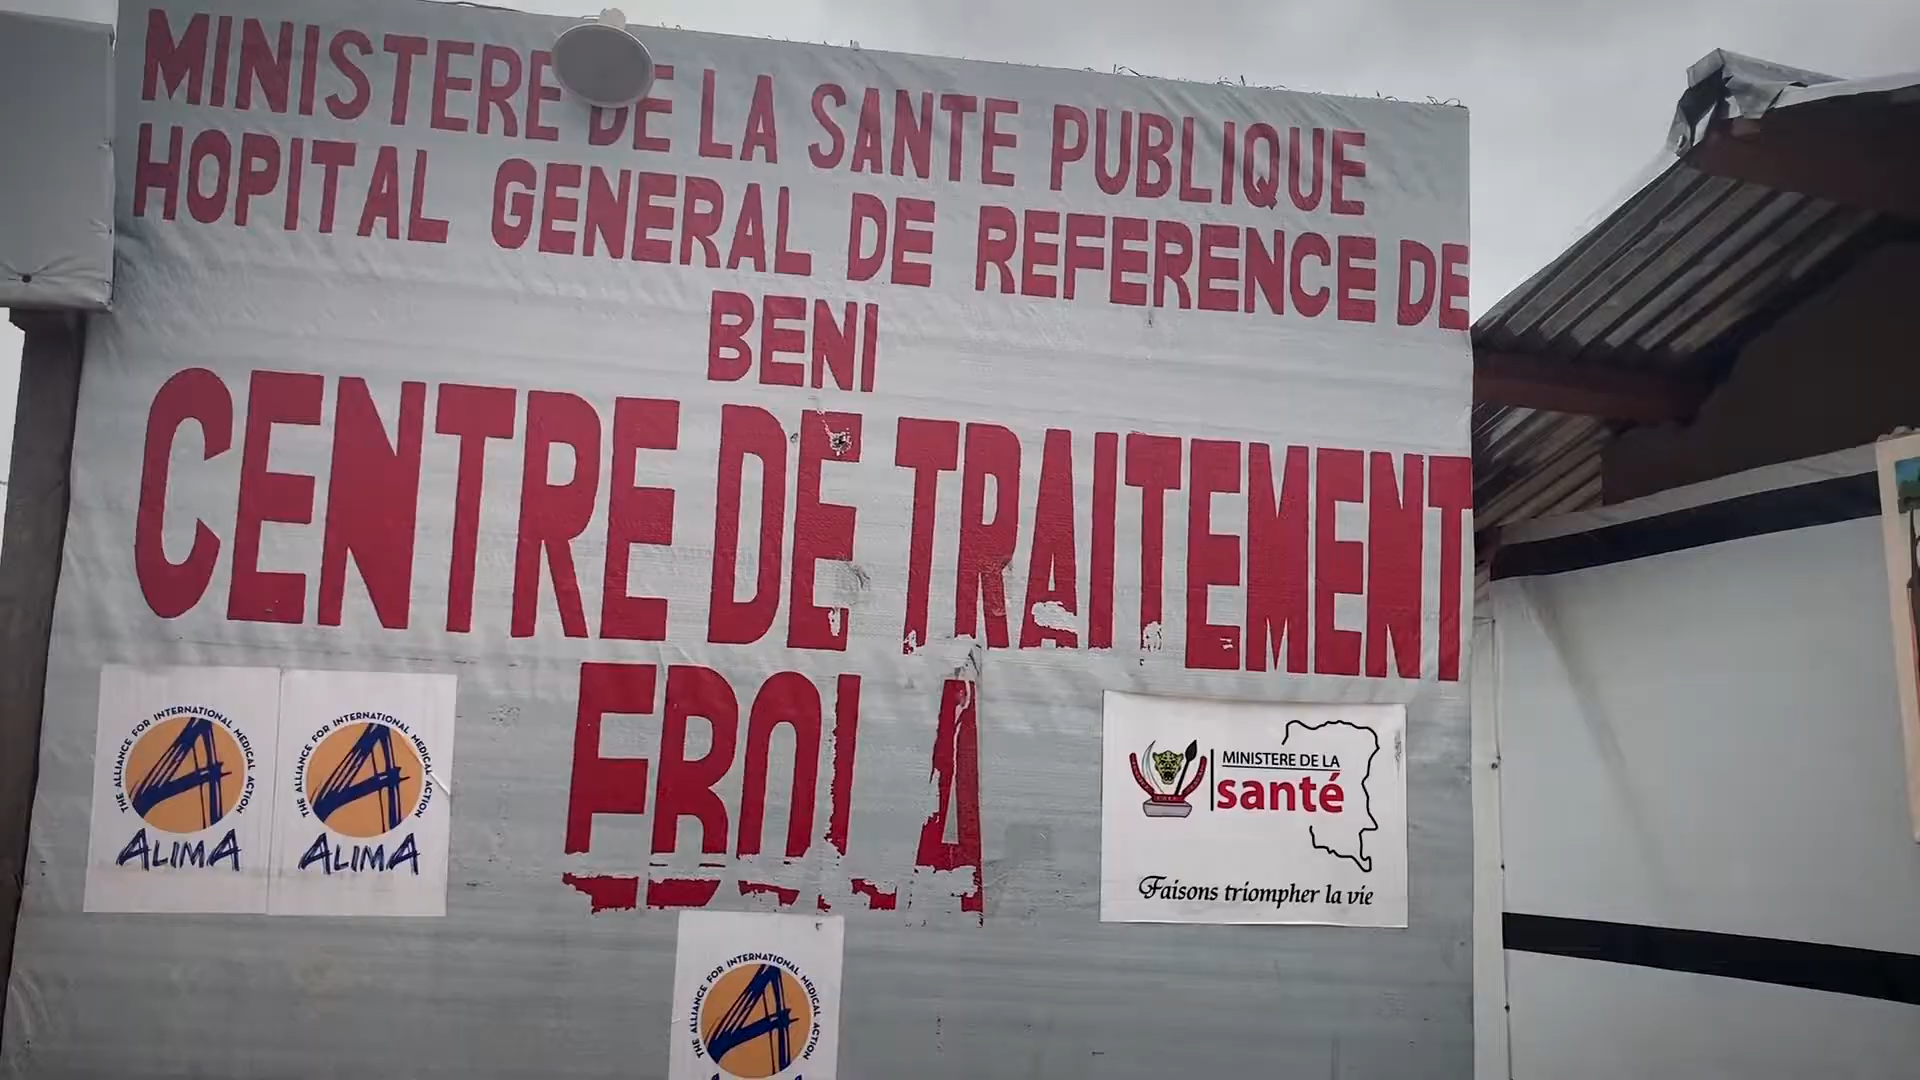 MINISTERE DE LA SANTE PUBLIQUE
HOPITAL GENERAL DE REFERENCE DE
BENI
CENTRE DE TRAITEMENT
EBOLA
THE ALLIANCE FOR INTERNATIONAL MEDICAL ACTION
ALIMA
THE ALLIANCE FOR INTERNATIONAL MEDICAL ACTION
ALIMA
MINISTERE DE LA
santé
Faisons triompher la vie
THE ALLIANCE FOR INTERNATIONAL MEDICAL ACTION